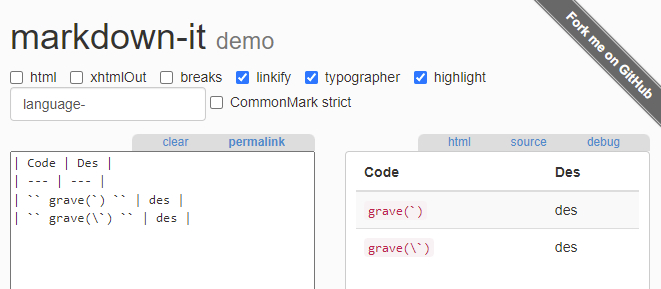 markdown-it demo
Fork me on GitHub
html xhtmlOut breaks linkify typographer highlight
language- CommonMark strict
clear permalink
html source debug
| Code | Des |
| --- | --- |
| `` grave(`) `` | des |
| `` grave(\`) `` | des |
Code Des
grave(`) des
grave(\`) des